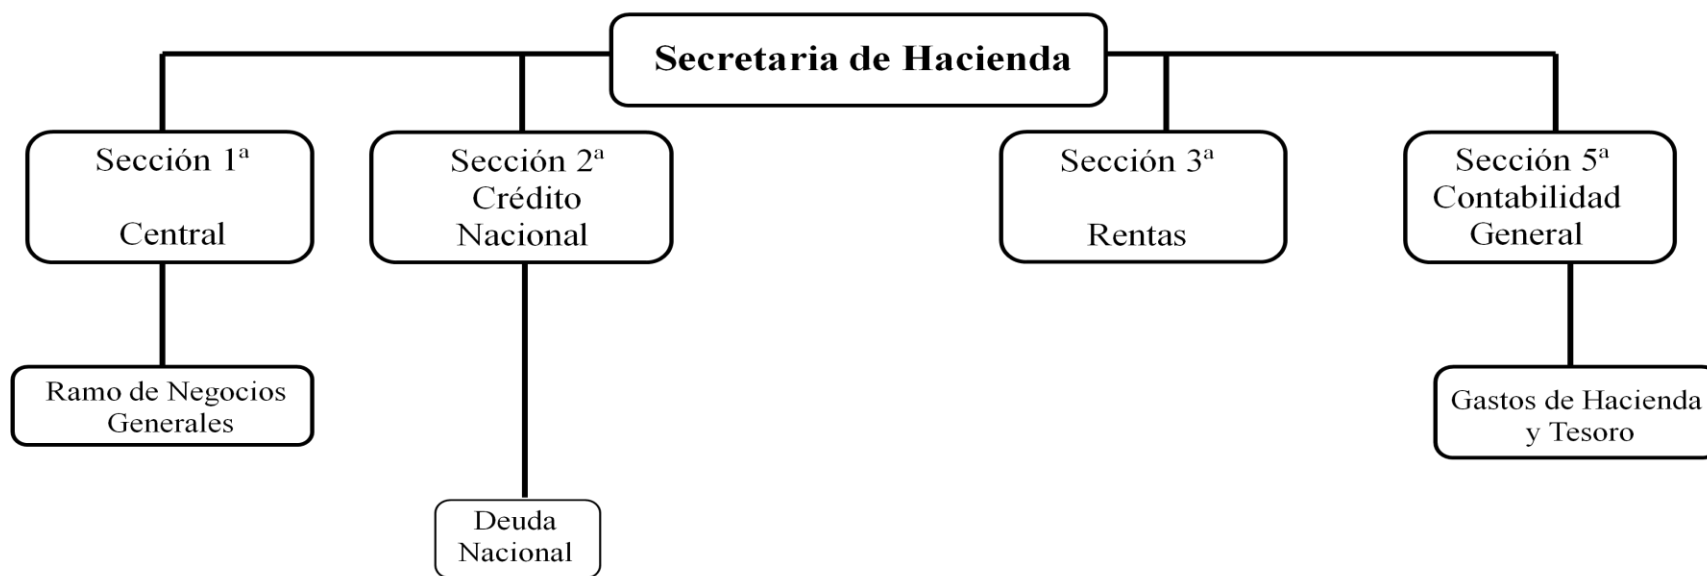 Secretaria de Hacienda
Sección 1ª
Central
Sección 2ª
Crédito
Nacional
Sección 3ª
Rentas
Sección 5ª
Contabilidad
General
Ramo de Negocios
Generales
Gastos de Hacienda
y Tesoro
Deuda
Nacional